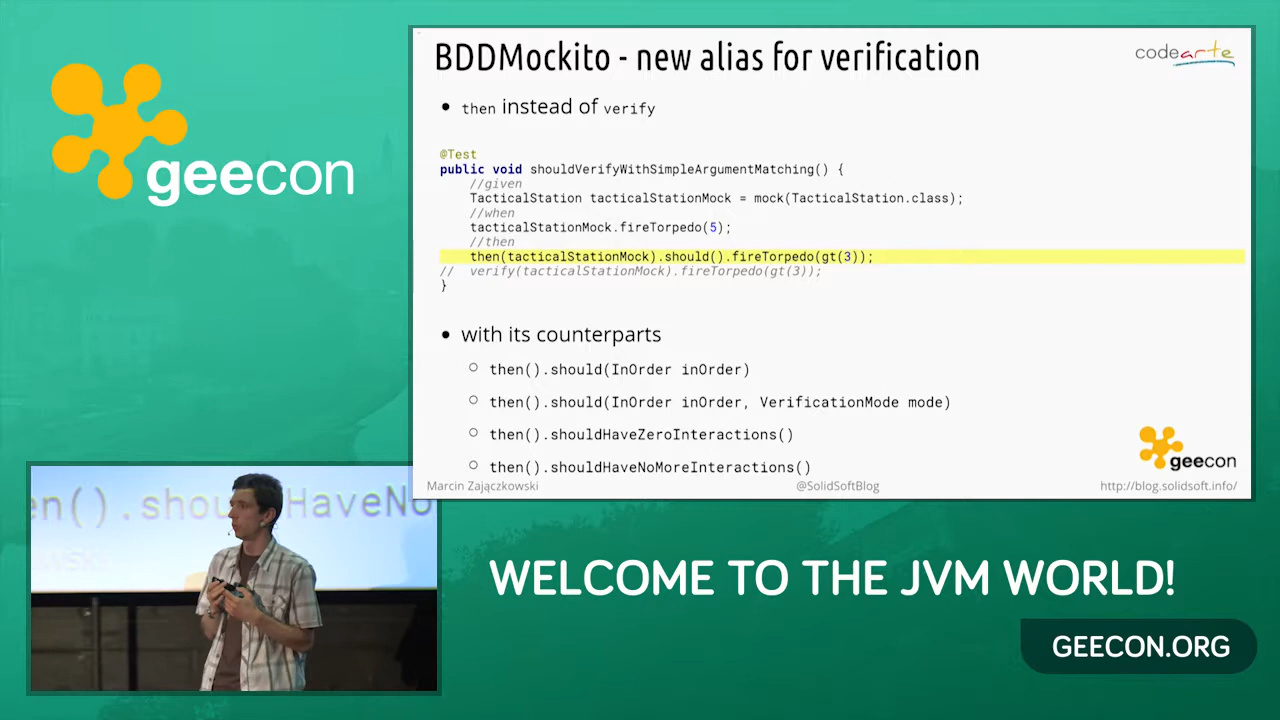 geecon
BDDMockito - new alias for verification
codearte
then instead of verify
@Test
public void shouldVerifyWithSimpleArgumentMatching() {
//given
TacticalStation tacticalStationMock = mock(TacticalStation.class);
//when
tacticalStationMock.fireTorpedo(5);
//then
then(tacticalStationMock).should().fireTorpedo(gt(3));
// verify(tacticalStationMock).fireTorpedo(gt(3));
}
with its counterparts
then().should(InOrder inOrder)
then().should(InOrder inOrder, VerificationMode mode)
then().shouldHaveZeroInteractions()
then().shouldHaveNoMoreInteractions()
geecon
Marcin Zajączkowski
@SolidSoftBlog
http://blog.solidsoft.info/
en().shou HaveNo
WELCOME TO THE JVM WORLD!
GEECON.ORG